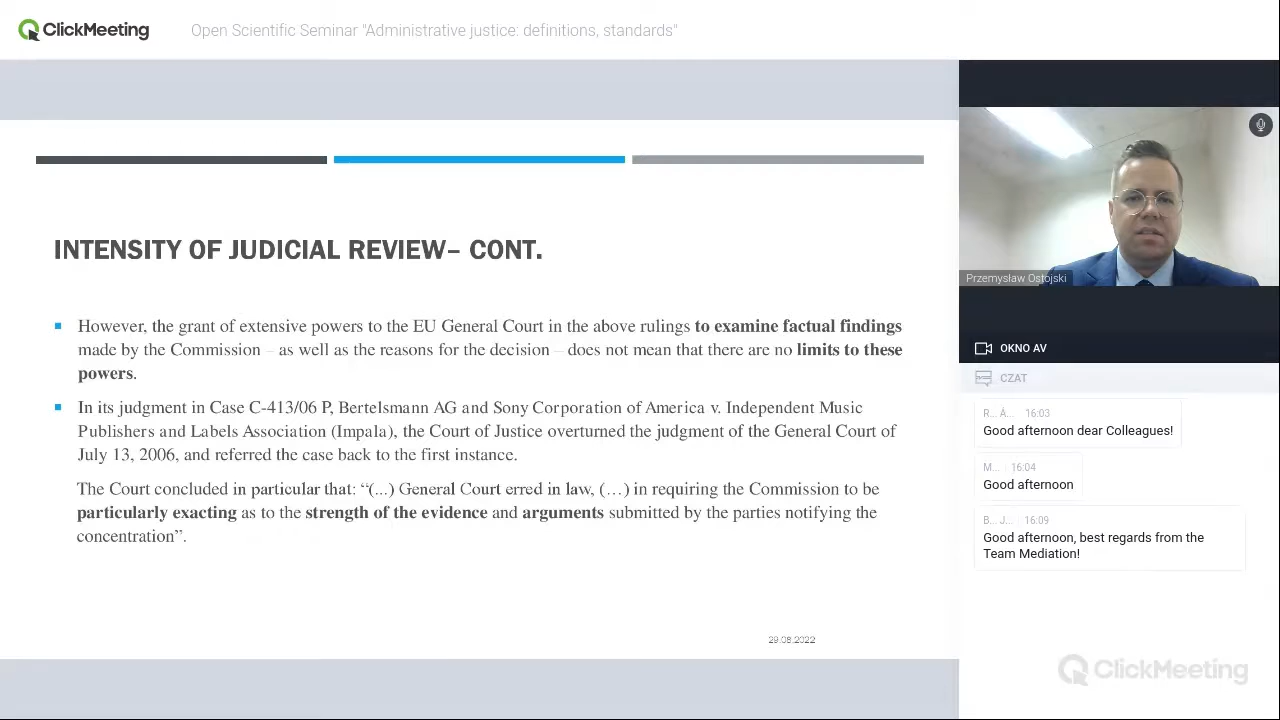 ClickMeeting
Open Scientific Seminar "Administrative justice: definitions, standards"
INTENSITY OF JUDICIAL REVIEW– CONT.
However, the grant of extensive powers to the EU General Court in the above rulings to examine factual findings
made by the Commission – as well as the reasons for the decision – does not mean that there are no limits to these
powers.
In its judgment in Case C-413/06 P, Bertelsmann AG and Sony Corporation of America v. Independent Music
Publishers and Labels Association (Impala), the Court of Justice overturned the judgment of the General Court of
July 13, 2006, and referred the case back to the first instance.
The Court concluded in particular that: “(...) General Court erred in law, (…) in requiring the Commission to be
particularly exacting as to the strength of the evidence and arguments submitted by the parties notifying the
concentration”.
29.08.2022
Przemysław Ostojski
OKNO AV
CZAT
R... A... 16:03
Good afternoon dear Colleagues!
M... 16:04
Good afternoon
B... J... 16:09
Good afternoon, best regards from the
Team Mediation!
ClickMeeting